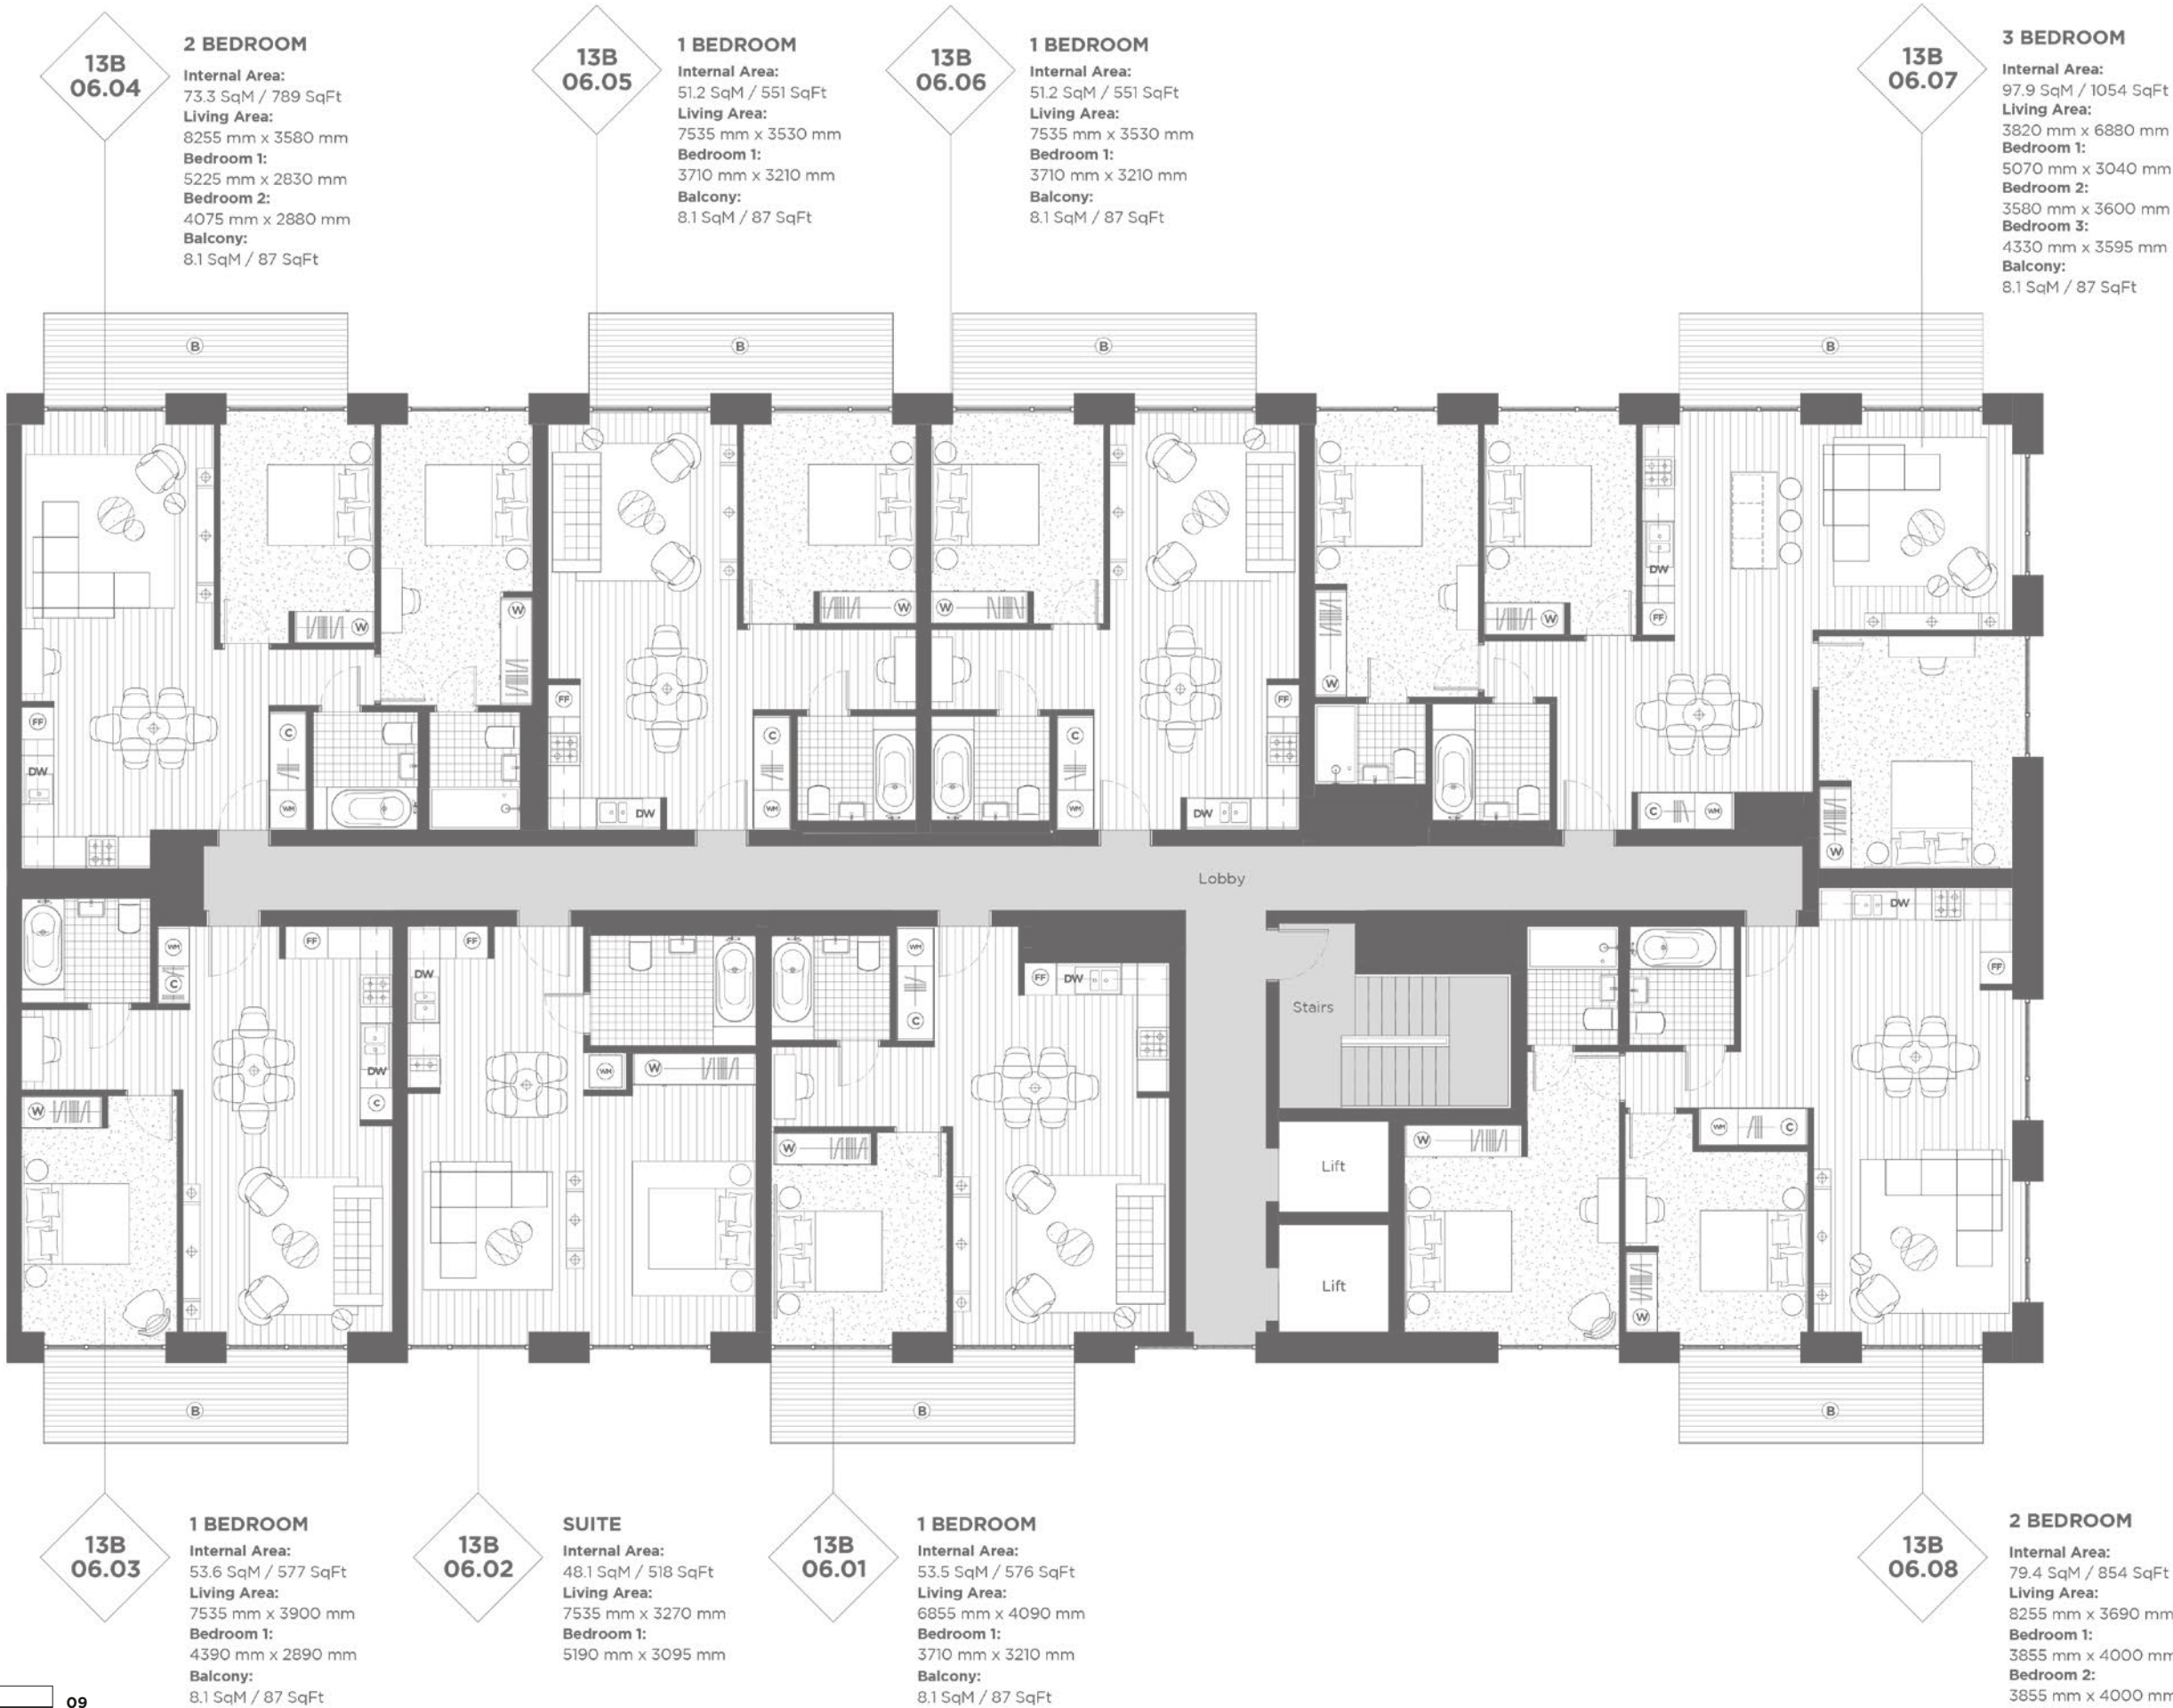 13B
06.04
2 BEDROOM
Internal Area:
73.3 SqM / 789 SqFt
Living Area:
8255 mm x 3580 mm
Bedroom 1:
5225 mm x 2830 mm
Bedroom 2:
4075 mm x 2880 mm
Balcony:
8.1 SqM / 87 SqFt
13B
06.05
1 BEDROOM
Internal Area:
51.2 SqM / 551 SqFt
Living Area:
7535 mm x 3530 mm
Bedroom 1:
3710 mm x 3210 mm
Balcony:
8.1 SqM / 87 SqFt
13B
06.06
1 BEDROOM
Internal Area:
51.2 SqM / 551 SqFt
Living Area:
7535 mm x 3530 mm
Bedroom 1:
3710 mm x 3210 mm
Balcony:
8.1 SqM / 87 SqFt
13B
06.07
3 BEDROOM
Internal Area:
97.9 SqM / 1054 SqFt
Living Area:
3820 mm x 6880 mm
Bedroom 1:
5070 mm x 3040 mm
Bedroom 2:
3580 mm x 3600 mm
Bedroom 3:
4330 mm x 3595 mm
Balcony:
8.1 SqM / 87 SqFt
B
B
B
B
DW
FF
W
W
W
W
W
W
W
FF
FF
FF
C
C
C
DW
WM
WM
WM
DW
DW
C
WM
W
Lobby
DW
WM
FF
FF
WM
FF
C
DW
FF
DW
C
Stairs
DW
WM
W
C
W
W
W
WM
C
Lift
Lift
W
B
B
B
13B
06.03
1 BEDROOM
Internal Area:
53.6 SqM / 577 SqFt
Living Area:
7535 mm x 3900 mm
Bedroom 1:
4390 mm x 2890 mm
Balcony:
8.1 SqM / 87 SqFt
13B
06.02
SUITE
Internal Area:
48.1 SqM / 518 SqFt
Living Area:
7535 mm x 3270 mm
Bedroom 1:
5190 mm x 3095 mm
13B
06.01
1 BEDROOM
Internal Area:
53.5 SqM / 576 SqFt
Living Area:
6855 mm x 4090 mm
Bedroom 1:
3710 mm x 3210 mm
Balcony:
8.1 SqM / 87 SqFt
13B
06.08
2 BEDROOM
Internal Area:
79.4 SqM / 854 SqFt
Living Area:
8255 mm x 3690 mm
Bedroom 1:
3855 mm x 4000 mm
Bedroom 2:
3855 mm x 4000 mm
09